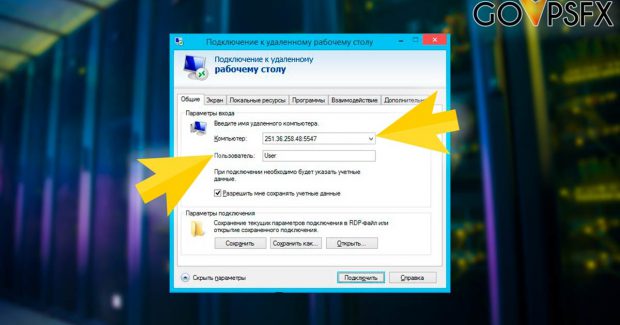 GOVPSFX
Подключение к удаленному рабочему столу
Подключение к удаленному
рабочему столу
Общие Экран Локальные ресурсы Программы Взаимодействие Дополнительно
Параметры входа
Введите имя удаленного компьютера.
Компьютер: 251.36.258.48:5547
Пользователь: User
При подключении необходимо будет указать учетные
данные.
Разрешить мне сохранять учетные данные
Параметры подключения
Сохранение текущих параметров подключения в RDP-файл или
открытие сохраненного подключения.
Сохранить Сохранить как... Открыть...
Скрыть параметры Подключить Справка